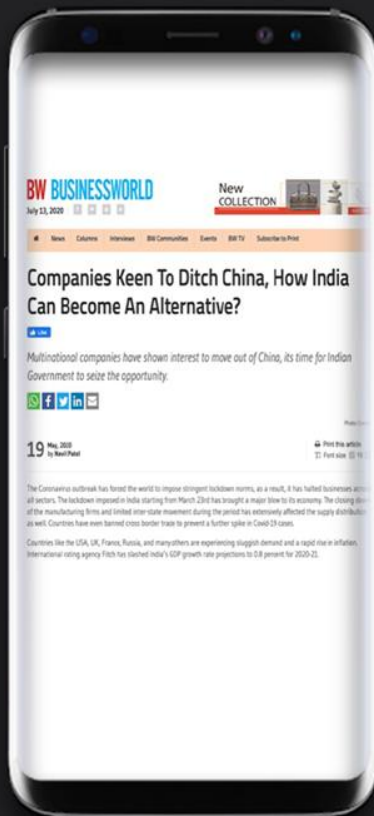 BW BUSINESSWORLD
July 13, 2020
New
COLLECTION
News Columns Interviews BW Communities Events BW TV Subscribe to Print
Companies Keen To Ditch China, How India
Can Become An Alternative?
Like
Multinational companies have shown interest to move out of China, its time for Indian
Government to seize the opportunity.
19 May, 2020
by Navil Patel
Print this article
Font size
The Coronavirus outbreak has forced the world to impose stringent lockdown norms, as a result, it has halted businesses
all sectors. The lockdown imposed in India starting from March 23rd has brought a major blow to its economy. The closing
of the manufacturing firms and limited inter-state movement during the period has extensively affected the supply distribution
as well. Countries have even banned cross border trade to prevent a further spike in Covid-19 cases.
Countries like the USA, UK, France, Russia, and many others are experiencing sluggish demand and a rapid rise in inflation.
International rating agency Fitch has slashed India's GDP growth rate projections to 0.8 percent for 2020-21.